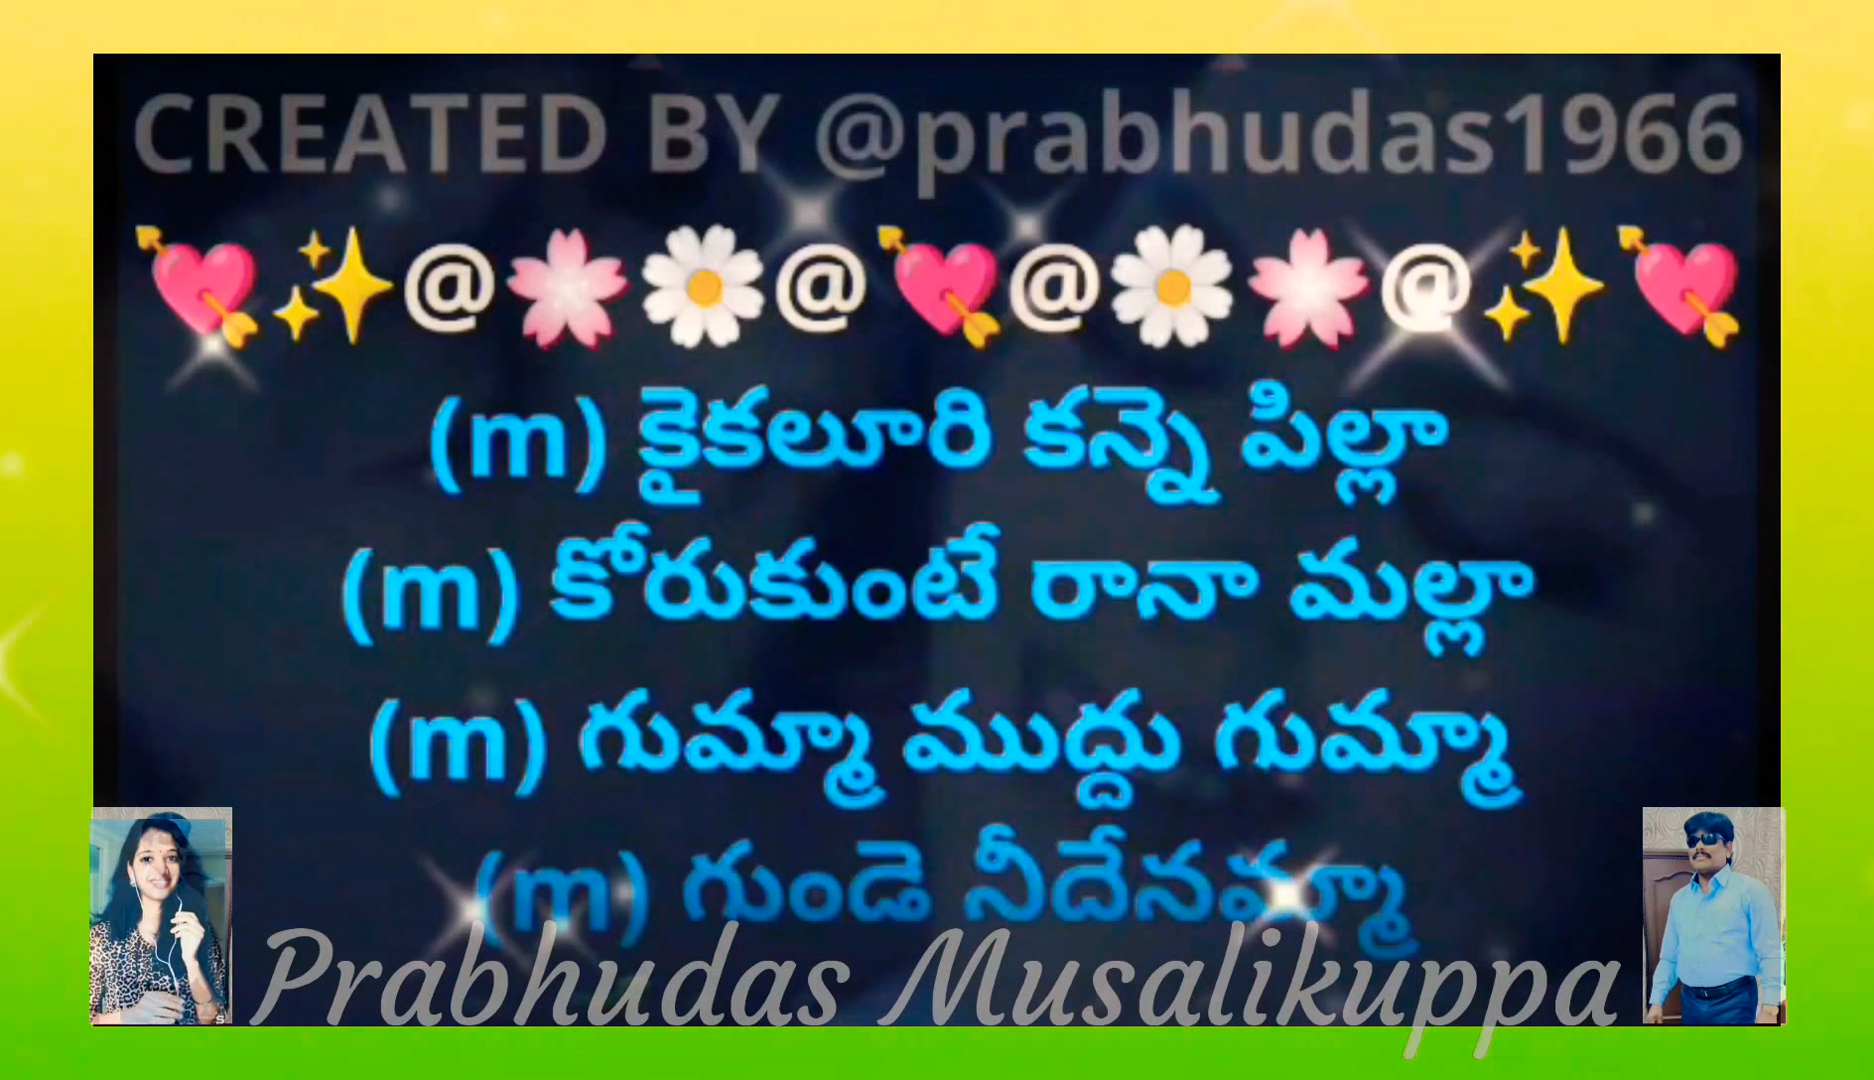 CREATED BY @prabhudas1966
💘✨@🌸🌼@💘@🌼🌸@✨💘
(m) కైకలూరి కన్నె పిల్లా
(m) కోరుకుంటే రానా మల్లా
(m) గుమ్మా ముద్దు గుమ్మా
(m) గుండె నీదేనమ్మా
Prabhudas Musalikuppa